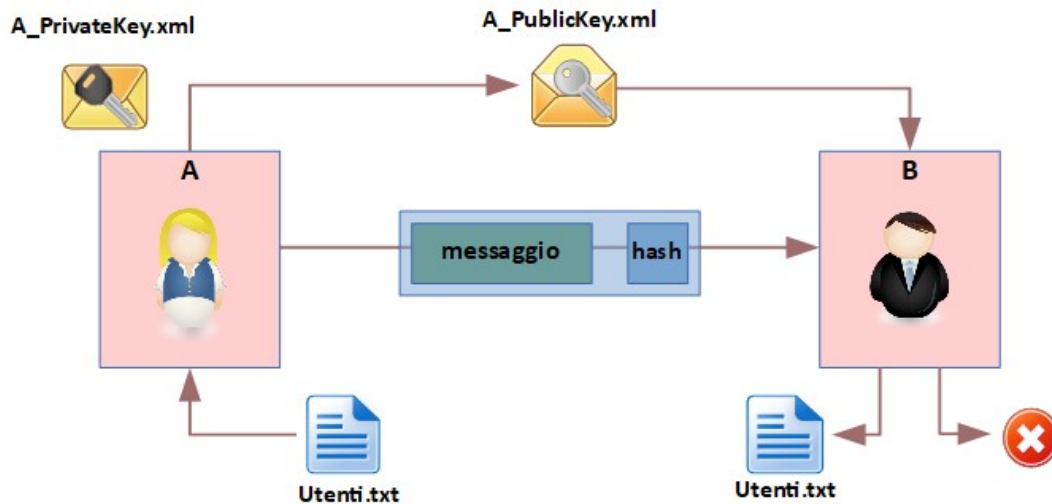 A_PrivateKey.xml
A_PublicKey.xml
A
B
messaggio
hash
Utenti.txt
Utenti.txt